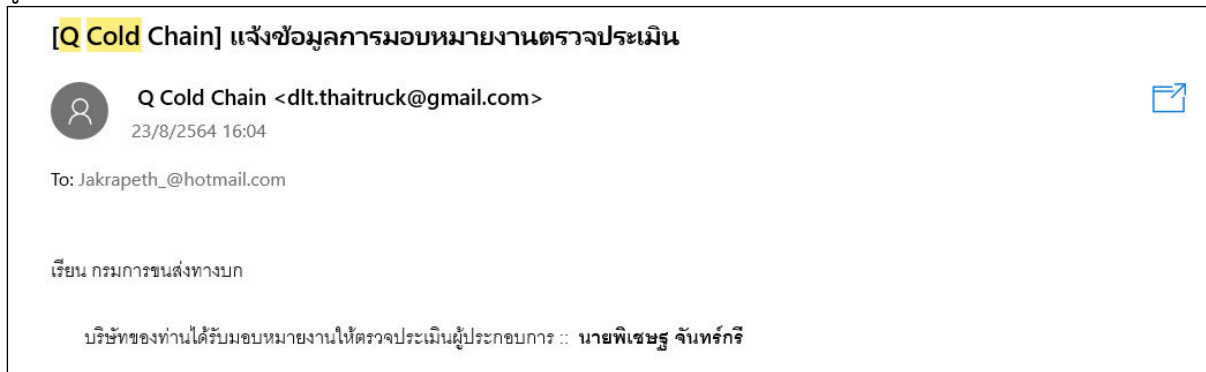 [Q Cold Chain] แจ้งข้อมูลการมอบหมายงานตรวจประเมิน
Q Cold Chain <dlt.thaitruck@gmail.com>
23/8/2564 16:04
To: Jakrapeth_@hotmail.com
เรียน กรมการขนส่งทางบก
บริษัทของท่านได้รับมอบหมายงานให้ตรวจประเมินผู้ประกอบการ :: นายพิเชษฐ จันทร์กรี